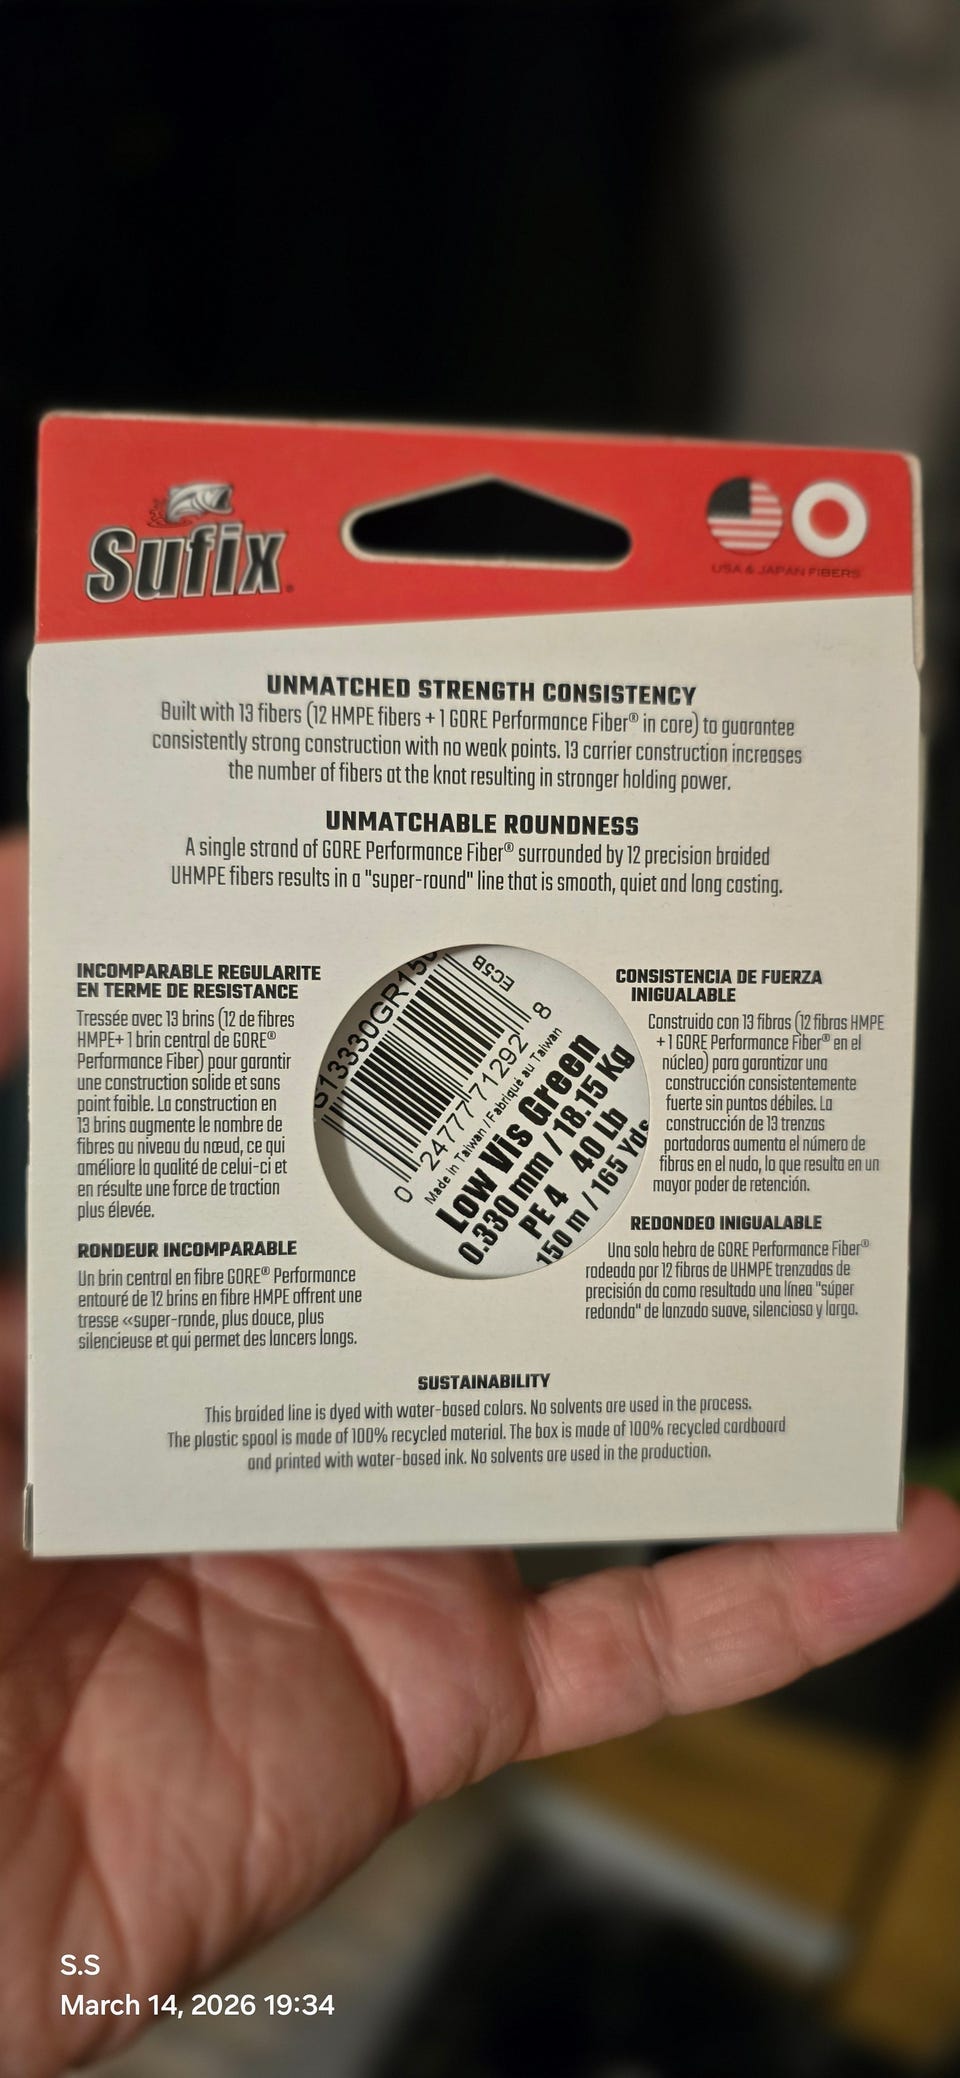 Sufix
USA & JAPAN FIBERS
UNMATCHED STRENGTH CONSISTENCY
Built with 13 fibers (12 HMPE fibers + 1 GORE Performance Fiber® in core) to guarantee
consistently strong construction with no weak points. 13 carrier construction increases
the number of fibers at the knot resulting in stronger holding power.
UNMATCHABLE ROUNDNESS
A single strand of GORE Performance Fiber® surrounded by 12 precision braided
UHMPE fibers results in a "super-round" line that is smooth, quiet and long casting.
INCOMPARABLE REGULARITE
EN TERME DE RESISTANCE
Tressée avec 13 brins (12 de fibres
HMPE+ 1 brin central de GORE®
Performance Fiber) pour garantir
une construction solide et sans
point faible. La construction en
13 brins augmente le nombre de
fibres au niveau du nœud, ce qui
améliore la qualité de celui-ci et
en résulte une force de traction
plus élevée.
RONDEUR INCOMPARABLE
Un brin central en fibre GORE® Performance
entouré de 12 brins en fibre HMPE offrent une
tresse «super-ronde, plus douce, plus
silencieuse et qui permet des lancers longs.
EC5B
0 24777 71292 8
Made in Taiwan / Fabriqué au Taiwan
Low Vis Green
0.330 mm / 18.15 Kg
PE 4 40 Lb
150 m / 165 Yds
CONSISTENCIA DE FUERZA
INIGUALABLE
Construido con 13 fibras (12 fibras HMPE
+ 1 GORE Performance Fiber® en el
núcleo) para garantizar una
construcción consistentemente
fuerte sin puntos débiles. La
construcción de 13 trenzas
portadoras aumenta el número de
fibras en el nudo, lo que resulta en un
mayor poder de retención.
REDONDEO INIGUALABLE
Una sola hebra de GORE Performance Fiber®
rodeada por 12 fibras de UHMPE trenzadas de
precisión da como resultado una línea "súper
redonda" de lanzado suave, silencioso y largo.
SUSTAINABILITY
This braided line is dyed with water-based colors. No solvents are used in the process.
The plastic spool is made of 100% recycled material. The box is made of 100% recycled cardboard
and printed with water-based ink. No solvents are used in the production.
S.S
March 14, 2026 19:34